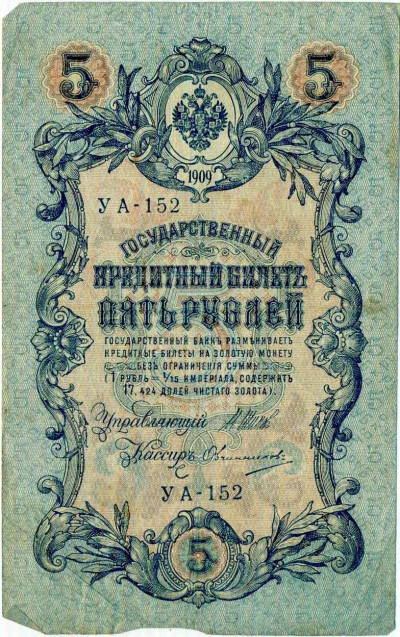 5 5
1909
УА-152
ГОСУДАРСТВЕННЫЙ
КРЕДИТНЫЙ БИЛЕТЪ
ПЯТЬ РУБЛЕЙ
ГОСУДАРСТВЕННЫЙ БАНКЪ РАЗМѢНИВАЕТЪ
КРЕДИТНЫЕ БИЛЕТЫ НА ЗОЛОТУЮ МОНЕТУ
БЕЗЪ ОГРАНИЧЕНІЯ СУММЫ
(1 РУБЛЬ = 1/15 ИМПЕРІАЛА, СОДЕРЖИТЪ
17,424 ДОЛЕЙ ЧИСТАГО ЗОЛОТА).
Управляющій
Кассиръ Овчинниковъ
УА-152
5